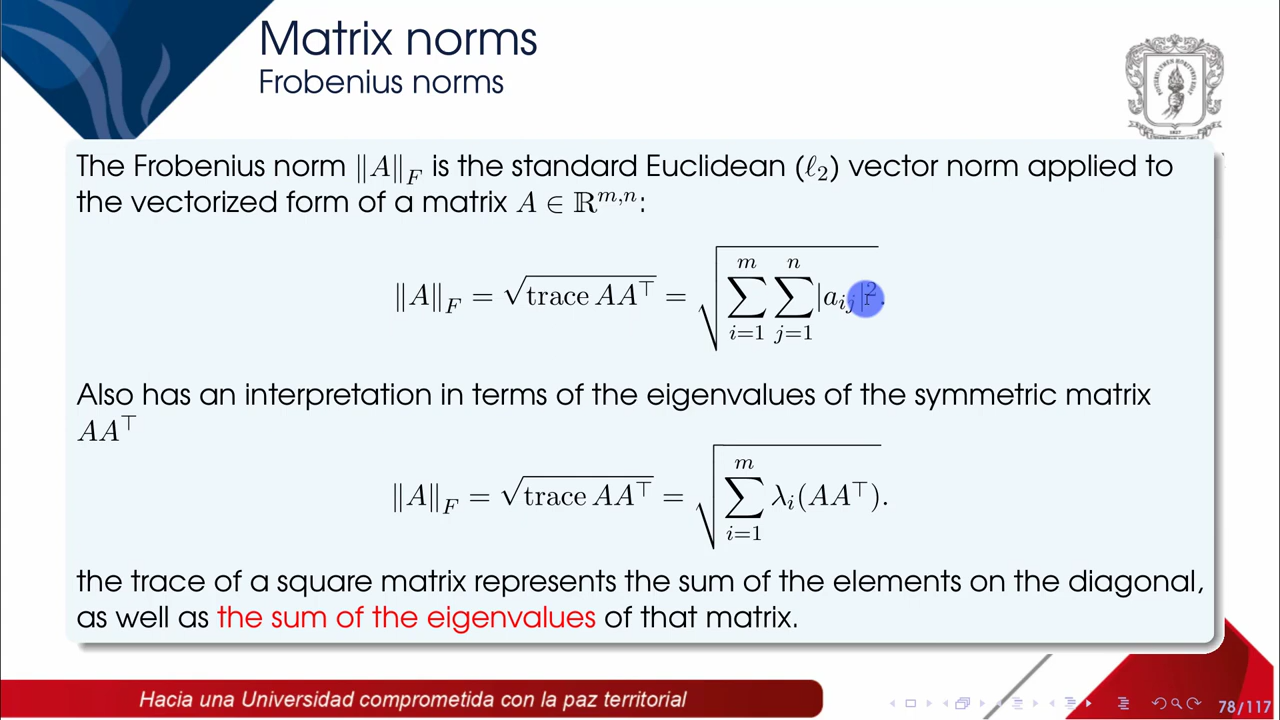 Matrix norms
Frobenius norms
The Frobenius norm ‖A‖_F is the standard Euclidean (ℓ₂) vector norm applied to
the vectorized form of a matrix A ∈ ℝ^{m,n}:
‖A‖_F = √(trace AA^⊤) = √(∑_{i=1}^{m} ∑_{j=1}^{n} |a_{ij}|²).
Also has an interpretation in terms of the eigenvalues of the symmetric matrix
AA^⊤
‖A‖_F = √(trace AA^⊤) = √(∑_{i=1}^{m} λ_i(AA^⊤)).
the trace of a square matrix represents the sum of the elements on the diagonal,
as well as the sum of the eigenvalues of that matrix.
Hacia una Universidad comprometida con la paz territorial
78/117